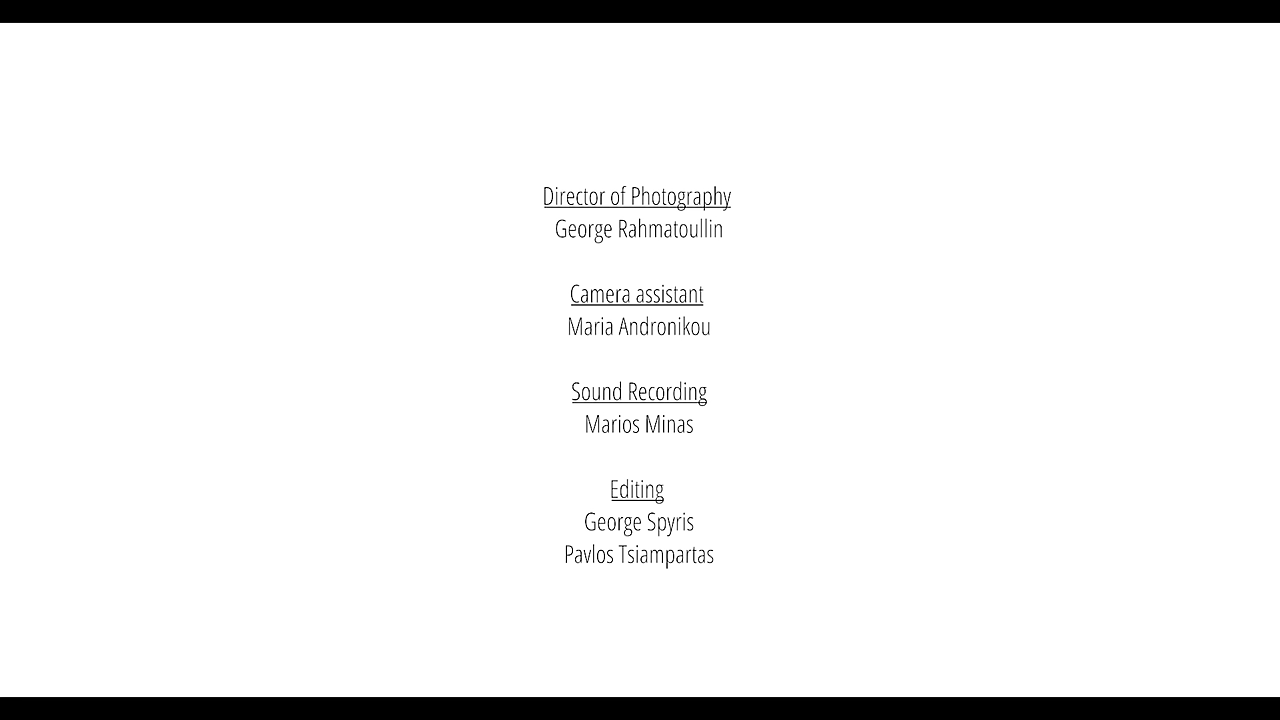 Director of Photography
George Rahmatoullin
Camera assistant
Maria Andronikou
Sound Recording
Marios Minas
Editing
George Spyris
Pavlos Tsiampartas